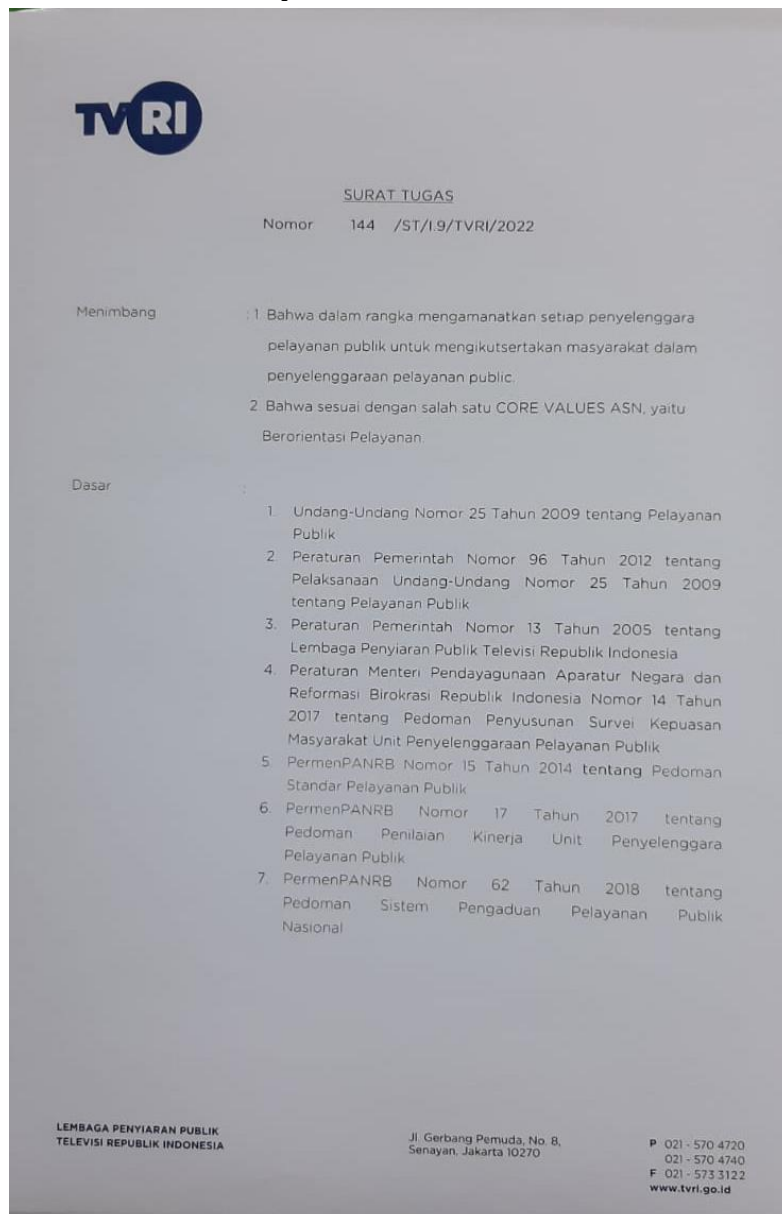 TVRI
SURAT TUGAS
Nomor 144 /ST/I.9/TVRI/2022
Menimbang : 1 Bahwa dalam rangka mengamanatkan setiap penyelenggara
pelayanan publik untuk mengikutsertakan masyarakat dalam
penyelenggaraan pelayanan public.
2. Bahwa sesuai dengan salah satu CORE VALUES ASN, yaitu
Berorientasi Pelayanan.
Dasar :
1. Undang-Undang Nomor 25 Tahun 2009 tentang Pelayanan
Publik
2. Peraturan Pemerintah Nomor 96 Tahun 2012 tentang
Pelaksanaan Undang-Undang Nomor 25 Tahun 2009
tentang Pelayanan Publik
3. Peraturan Pemerintah Nomor 13 Tahun 2005 tentang
Lembaga Penyiaran Publik Televisi Republik Indonesia
4. Peraturan Menteri Pendayagunaan Aparatur Negara dan
Reformasi Birokrasi Republik Indonesia Nomor 14 Tahun
2017 tentang Pedoman Penyusunan Survei Kepuasan
Masyarakat Unit Penyelenggaraan Pelayanan Publik
5. PermenPANRB Nomor 15 Tahun 2014 tentang Pedoman
Standar Pelayanan Publik
6. PermenPANRB Nomor 17 Tahun 2017 tentang
Pedoman Penilaian Kinerja Unit Penyelenggara
Pelayanan Publik
7. PermenPANRB Nomor 62 Tahun 2018 tentang
Pedoman Sistem Pengaduan Pelayanan Publik
Nasional
LEMBAGA PENYIARAN PUBLIK
TELEVISI REPUBLIK INDONESIA
Jl. Gerbang Pemuda, No. 8,
Senayan, Jakarta 10270
P 021 - 570 4720
021 - 570 4740
F 021 - 573 3122
www.tvri.go.id